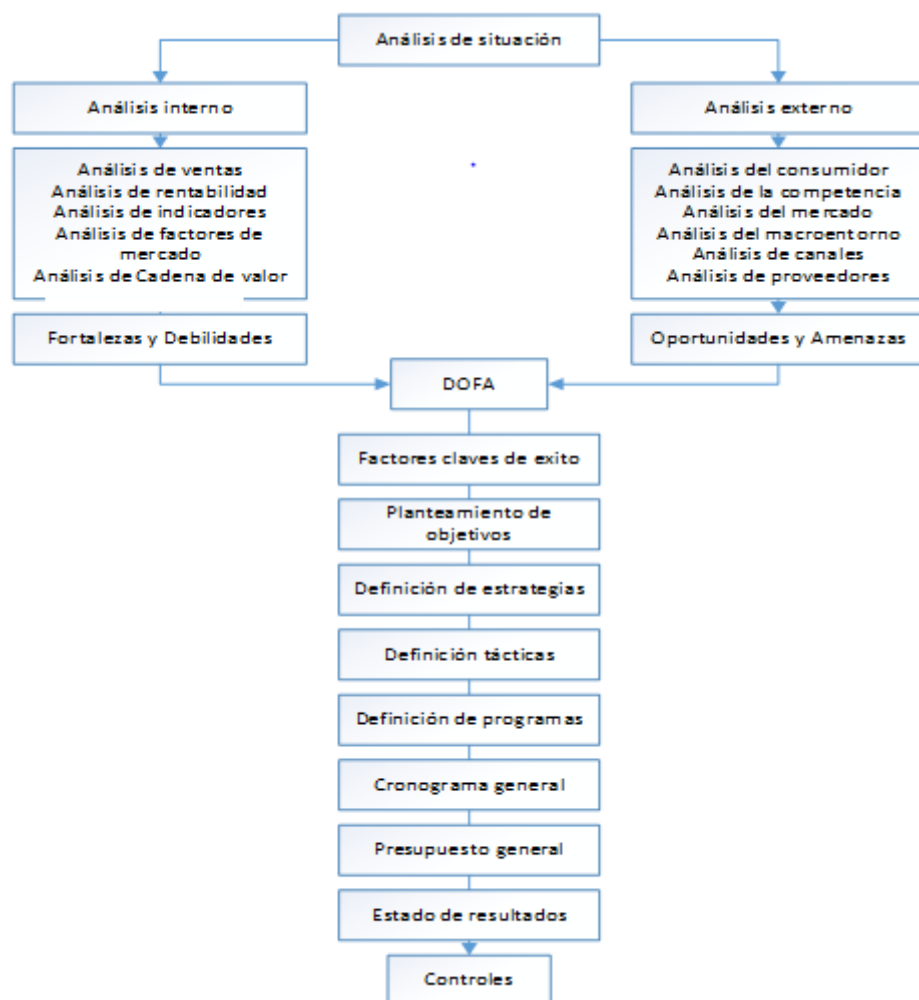 Análisis de situación
Análisis interno
Análisis externo
Análisis de ventas
Análisis de rentabilidad
Análisis de indicadores
Análisis de factores de
mercado
Análisis de Cadena de valor
Análisis del consumidor
Análisis de la competencia
Análisis del mercado
Análisis del macroentorno
Análisis de canales
Análisis de proveedores
Fortalezas y Debilidades
Oportunidades y Amenazas
DOFA
Factores claves de exito
Planteamiento de
objetivos
Definición de estrategias
Definición tácticas
Definición de programas
Cronograma general
Presupuesto general
Estado de resultados
Controles